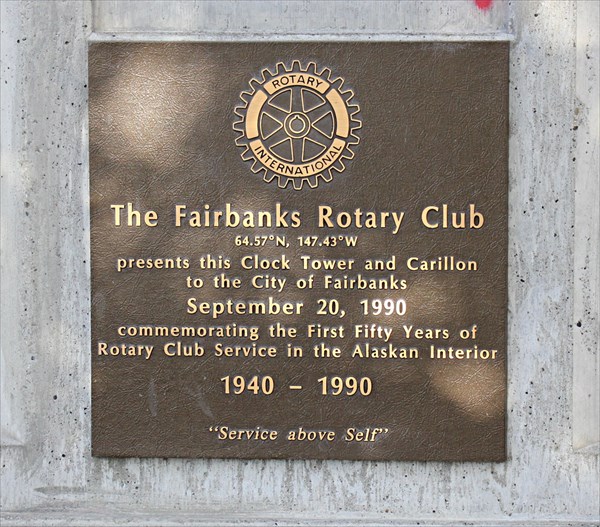 ROTARY
INTERNATIONAL
The Fairbanks Rotary Club
64.57°N, 147.43°W
presents this Clock Tower and Carillon
to the City of Fairbanks
September 20, 1990
commemorating the First Fifty Years of
Rotary Club Service in the Alaskan Interior
1940 – 1990
"Service above Self"